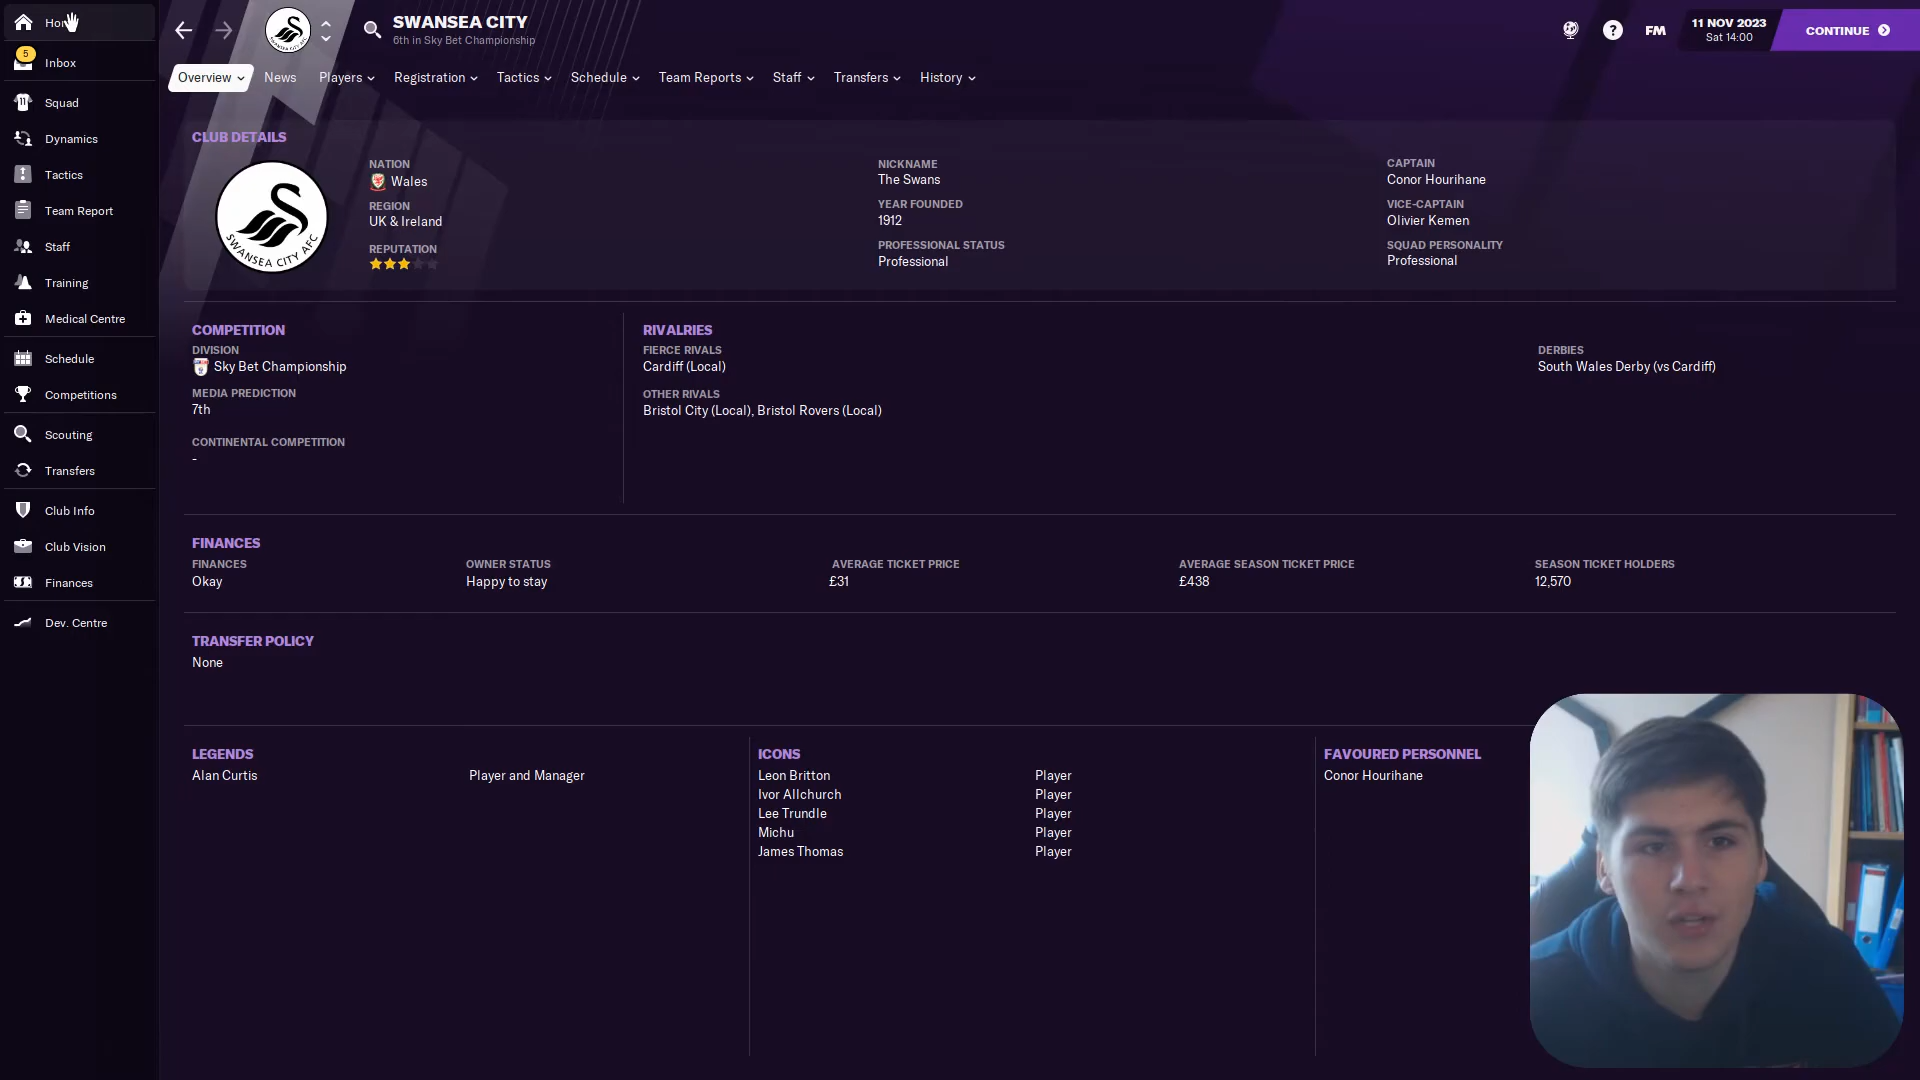 Ho
SWANSEA CITY
6th in Sky Bet Championship
FM
11 NOV 2023
Sat 14:00
CONTINUE
5
Inbox
Overview
News
Players
Registration
Tactics
Schedule
Team Reports
Staff
Transfers
History
Squad
Dynamics
Tactics
Team Report
Staff
Training
Medical Centre
Schedule
Competitions
Scouting
Transfers
Club Info
Club Vision
Finances
Dev. Centre
CLUB DETAILS
SWANSEA CITY AFC
NATION
Wales
REGION
UK & Ireland
REPUTATION
NICKNAME
The Swans
YEAR FOUNDED
1912
PROFESSIONAL STATUS
Professional
CAPTAIN
Conor Hourihane
VICE-CAPTAIN
Olivier Kemen
SQUAD PERSONALITY
Professional
COMPETITION
DIVISION
Sky Bet Championship
MEDIA PREDICTION
7th
CONTINENTAL COMPETITION
-
RIVALRIES
FIERCE RIVALS
Cardiff (Local)
OTHER RIVALS
Bristol City (Local), Bristol Rovers (Local)
DERBIES
South Wales Derby (vs Cardiff)
FINANCES
FINANCES
Okay
OWNER STATUS
Happy to stay
AVERAGE TICKET PRICE
£31
AVERAGE SEASON TICKET PRICE
£438
SEASON TICKET HOLDERS
12,570
TRANSFER POLICY
None
LEGENDS
Alan Curtis Player and Manager
ICONS
Leon Britton Player
Ivor Allchurch Player
Lee Trundle Player
Michu Player
James Thomas Player
FAVOURED PERSONNEL
Conor Hourihane